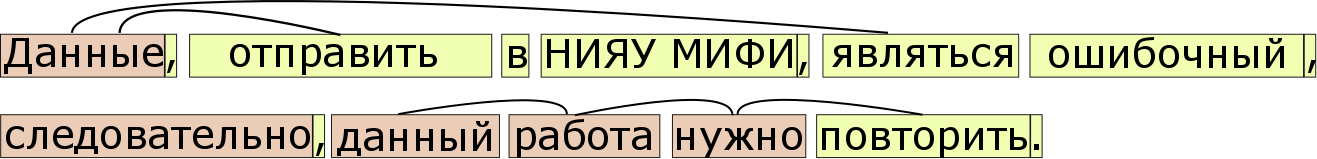 Данные, отправить в НИЯУ МИФИ, являться ошибочный,
следовательно, данный работа нужно повторить.